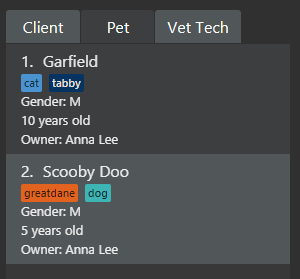 Client Pet Vet Tech
1. Garfield
cat tabby
Gender: M
10 years old
Owner: Anna Lee
2. Scooby Doo
greatdane dog
Gender: M
5 years old
Owner: Anna Lee